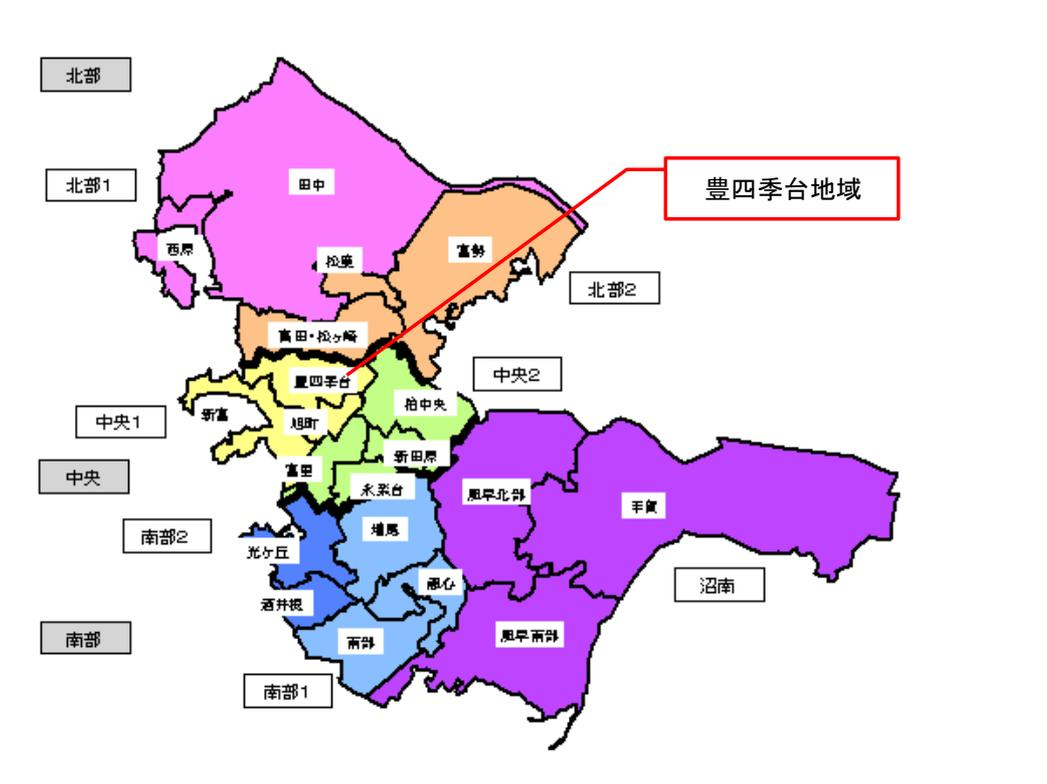 北部
北部1
豊四季台地域
田中
西原
松葉
富勢
北部2
富田・松ヶ崎
中央2
豊四季台
新富
柏中央
旭町
中央1
中央
富里
新田原
永楽台
風早北部
手賀
南部2
増尾
光ケ丘
沼南
酒井根
南部
南部
風早南部
南部1